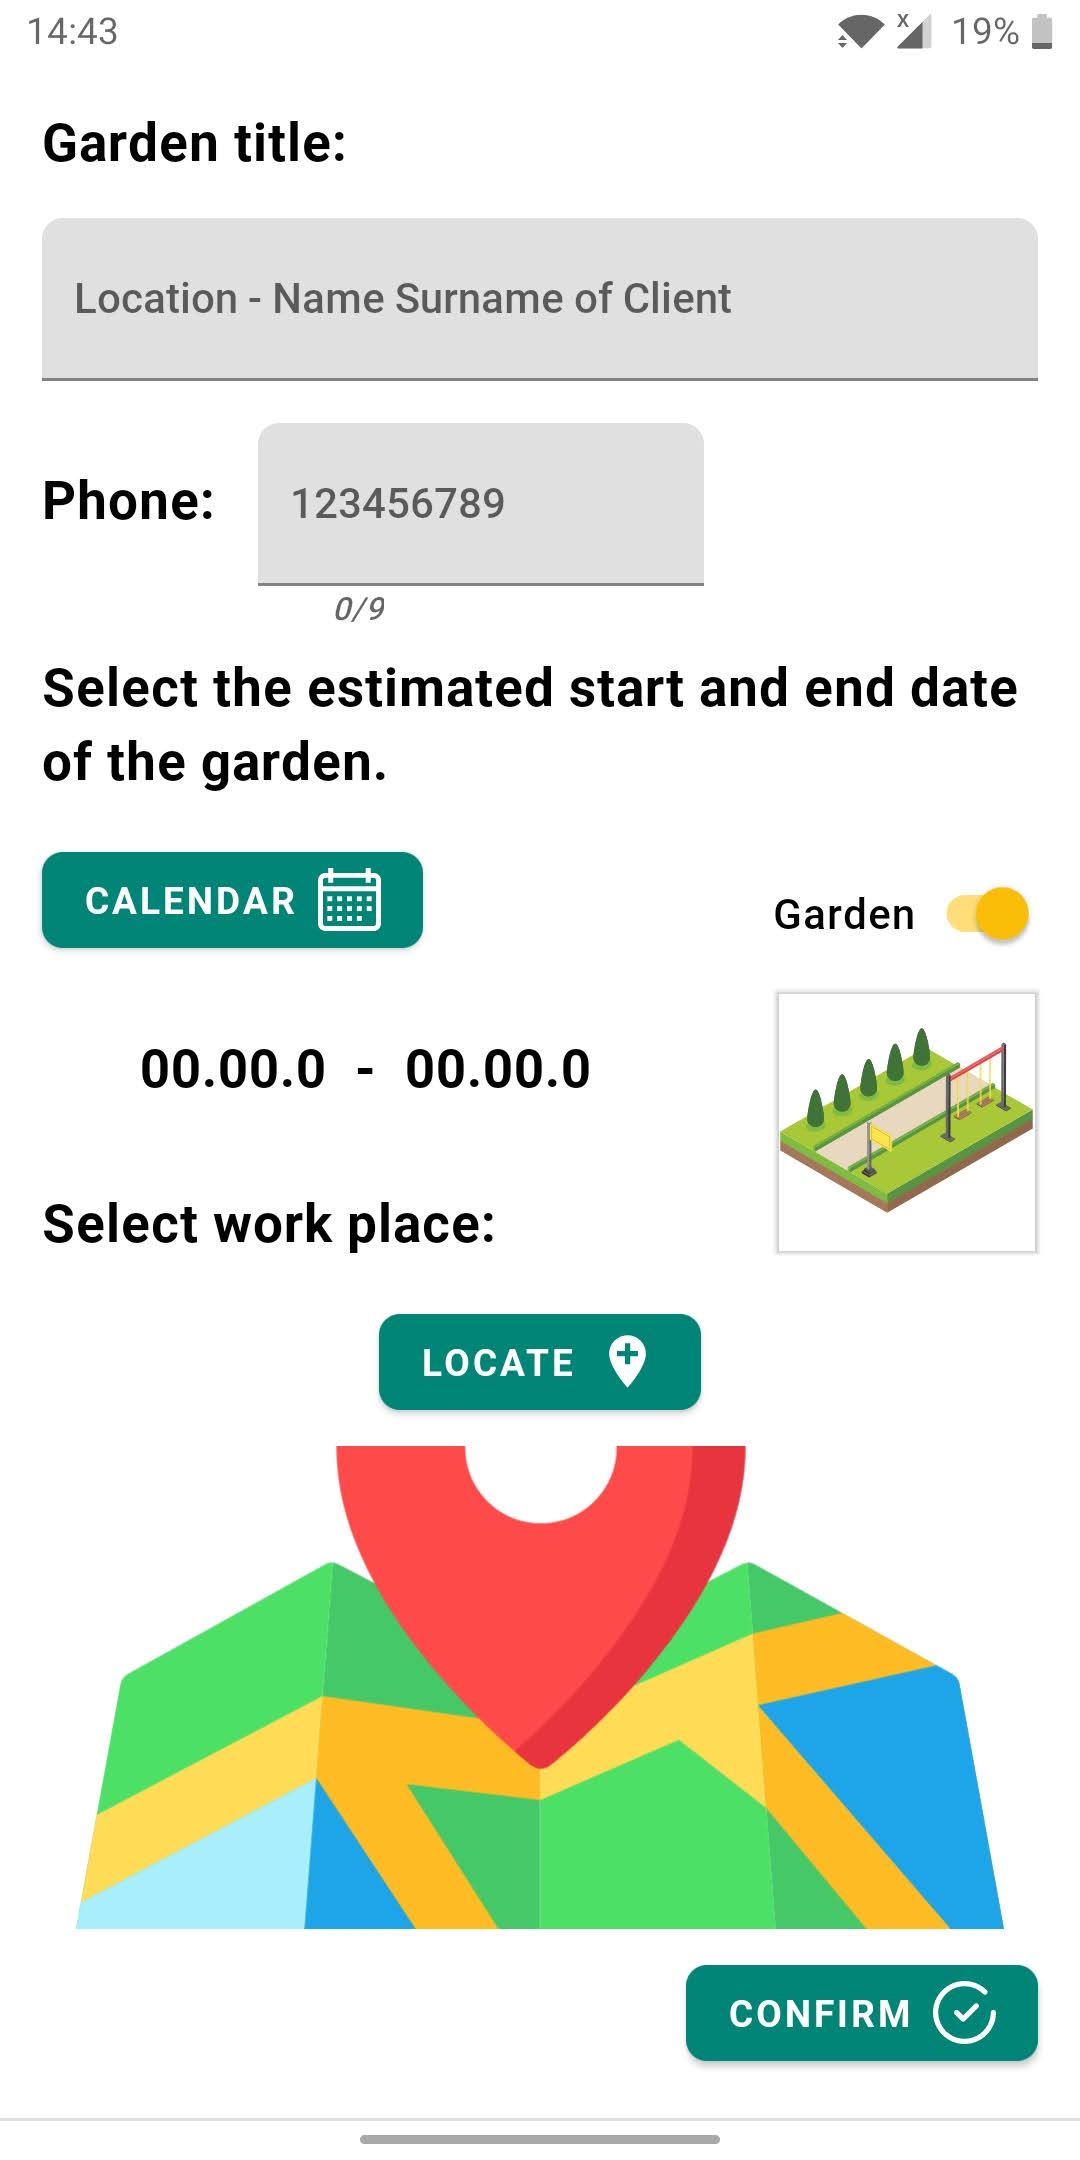 14:43
x
19%
Garden title:
Location - Name Surname of Client
Phone:
123456789
0/9
Select the estimated start and end date
of the garden.
CALENDAR
Garden
00.00.0 - 00.00.0
Select work place:
LOCATE
CONFIRM